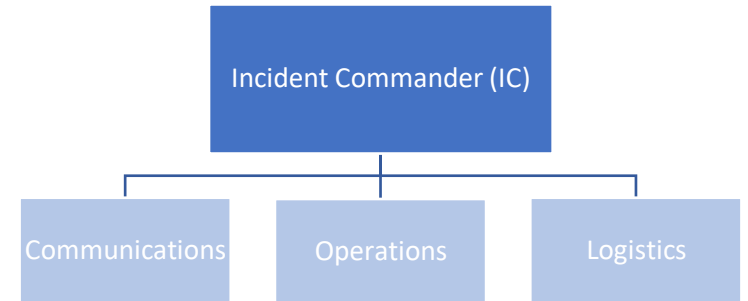 Incident Commander (IC)
Communications
Operations
Logistics